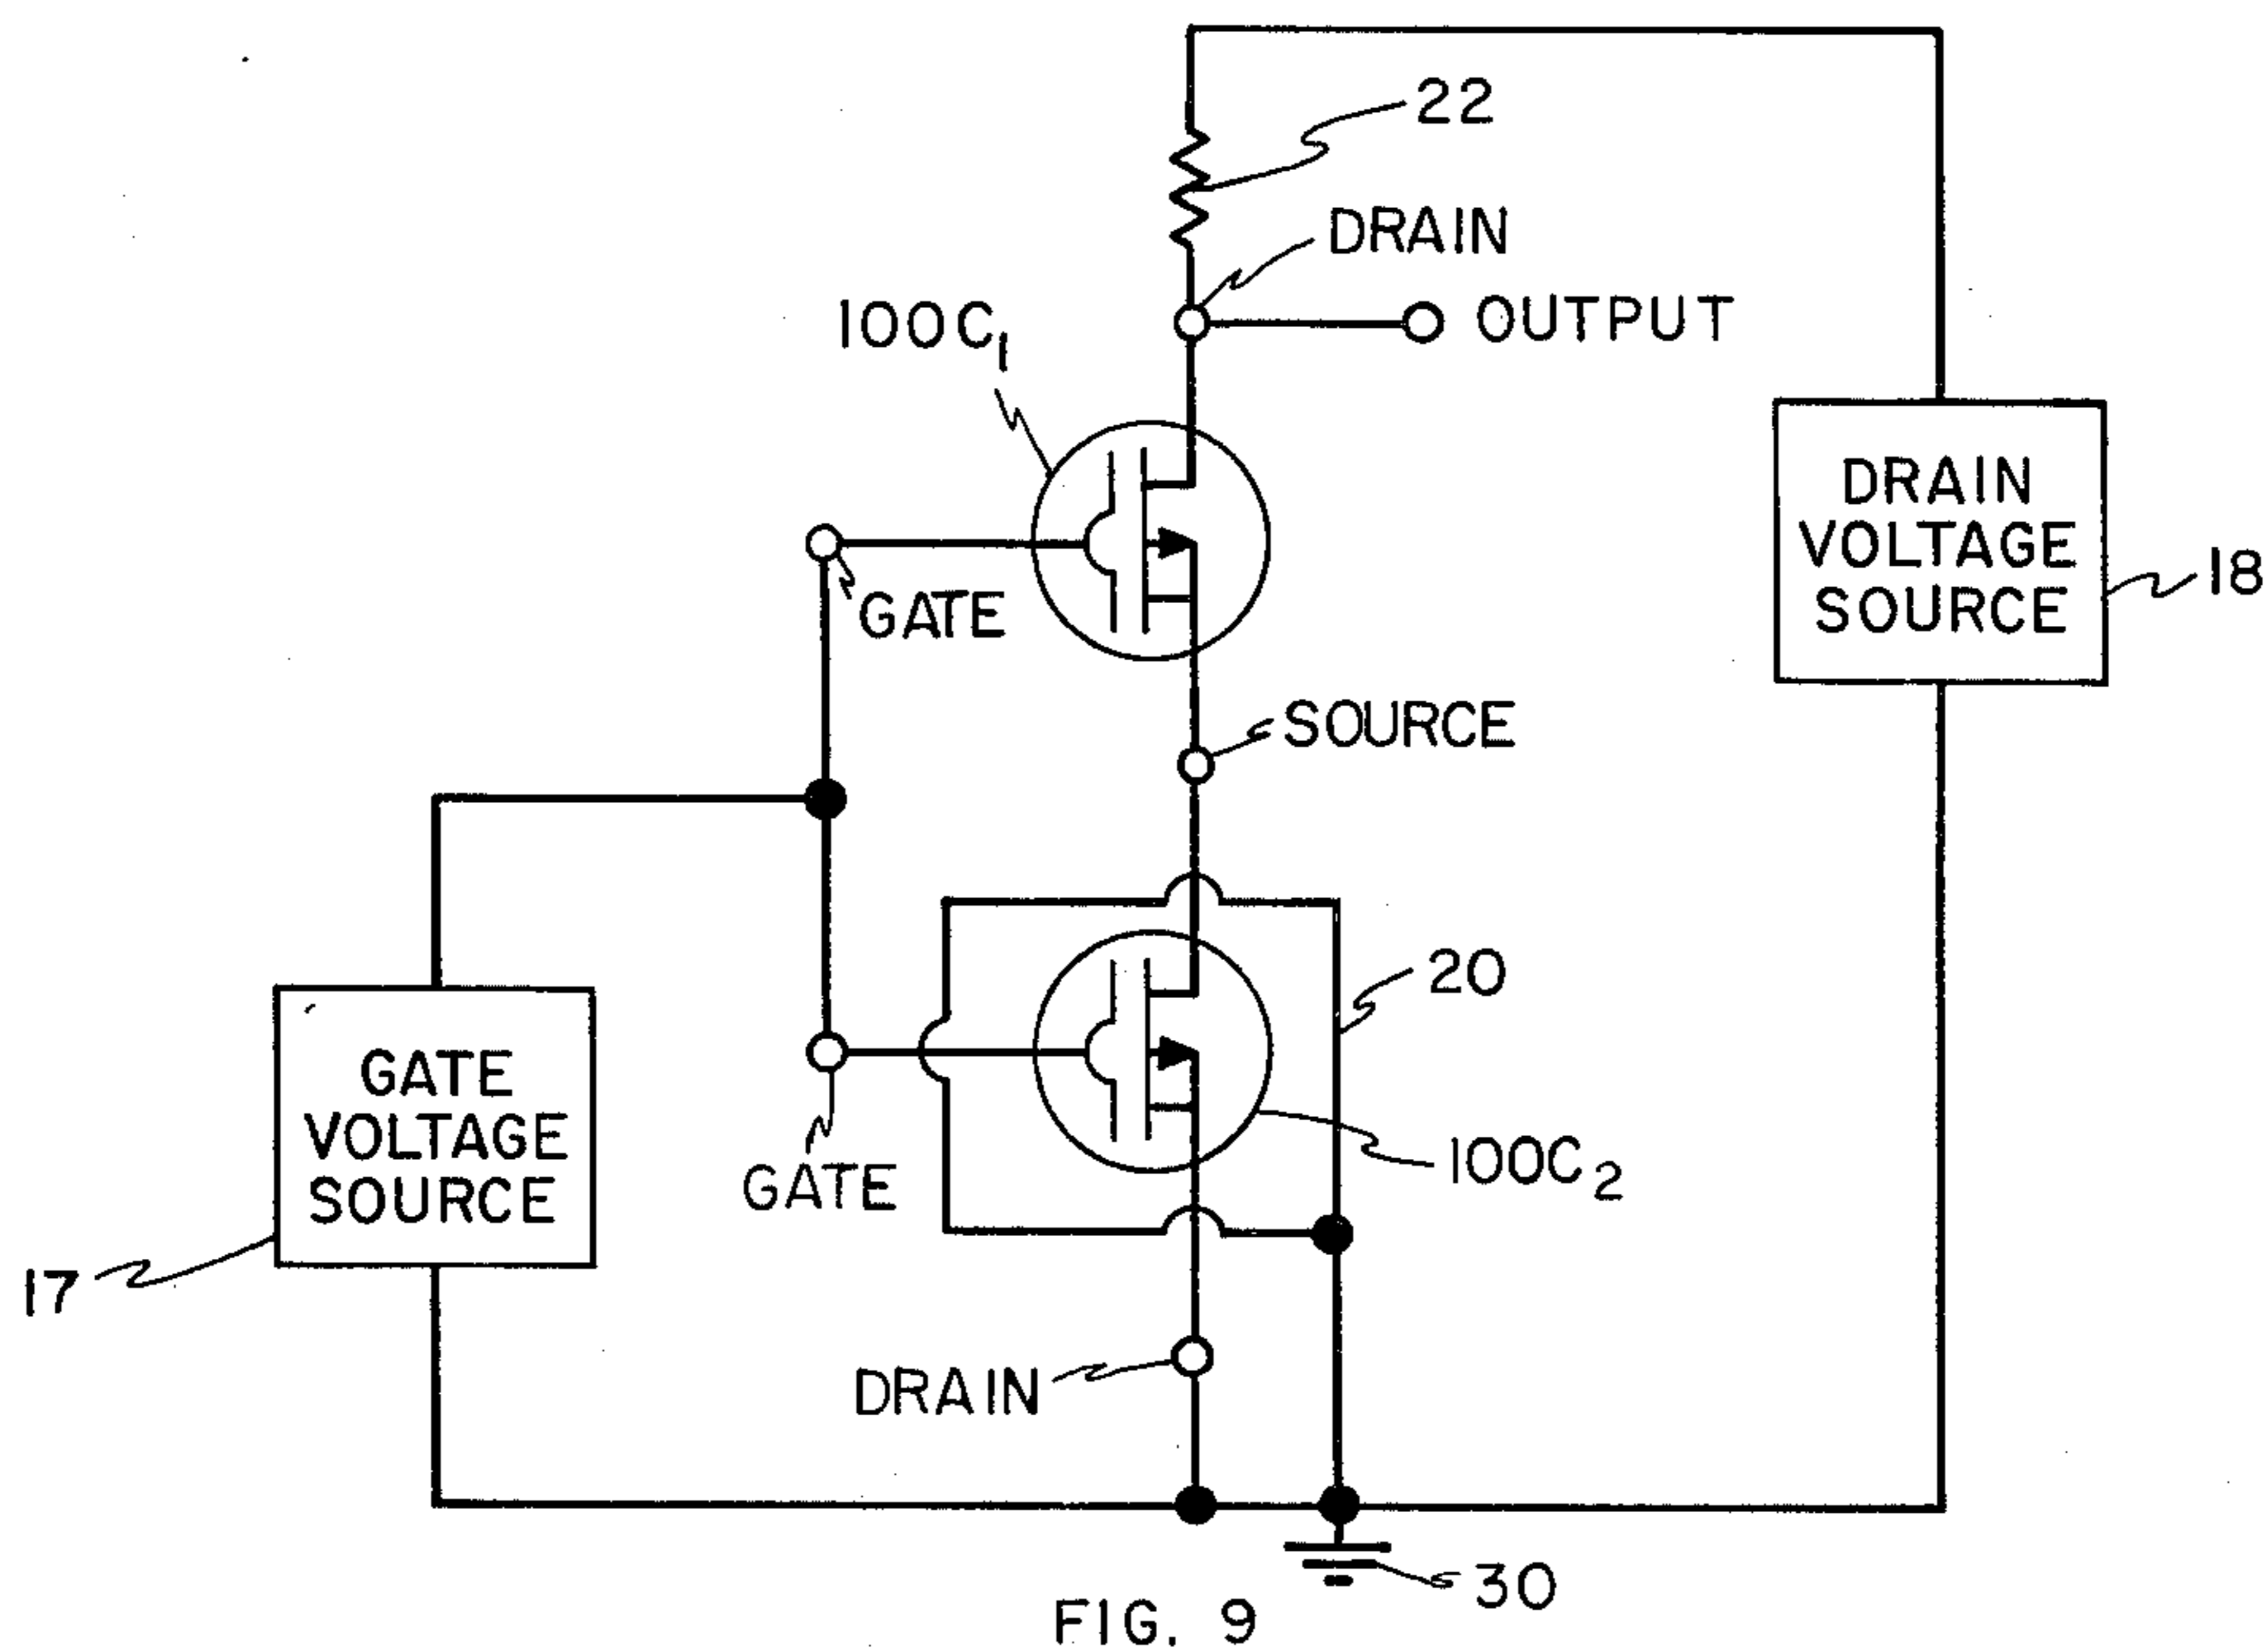 22
DRAIN
OUTPUT
100C1
GATE
DRAIN
VOLTAGE
SOURCE
18
SOURCE
20
GATE
VOLTAGE
SOURCE
17
GATE
100C2
DRAIN
30
FIG. 9